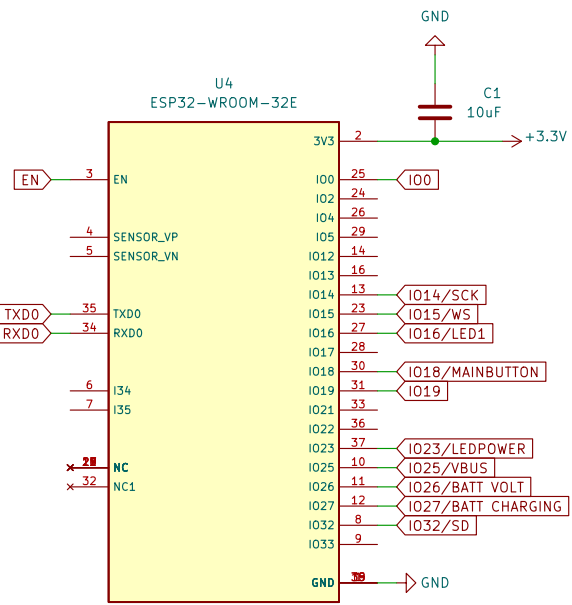 GND
U4
ESP32-WROOM-32E
C1
10uF
3V3 2 +3.3V
EN 3 EN
IO0 25 IO0
IO2 24
IO4 26
4 SENSOR_VP
IO5 29
5 SENSOR_VN
IO12 14
IO13 16
IO14 13 IO14/SCK
TXD0 35 TXD0
IO15 23 IO15/WS
RXD0 34 RXD0
IO16 27 IO16/LED1
IO17 28
IO18 30 IO18/MAINBUTTON
6 I34
IO19 31 IO19
7 I35
IO21 33
IO22 36
IO23 37 IO23/LEDPOWER
NC
IO25 10 IO25/VBUS
32 NC1
IO26 11 IO26/BATT VOLT
IO27 12 IO27/BATT CHARGING
IO32 8 IO32/SD
IO33 9
GND GND